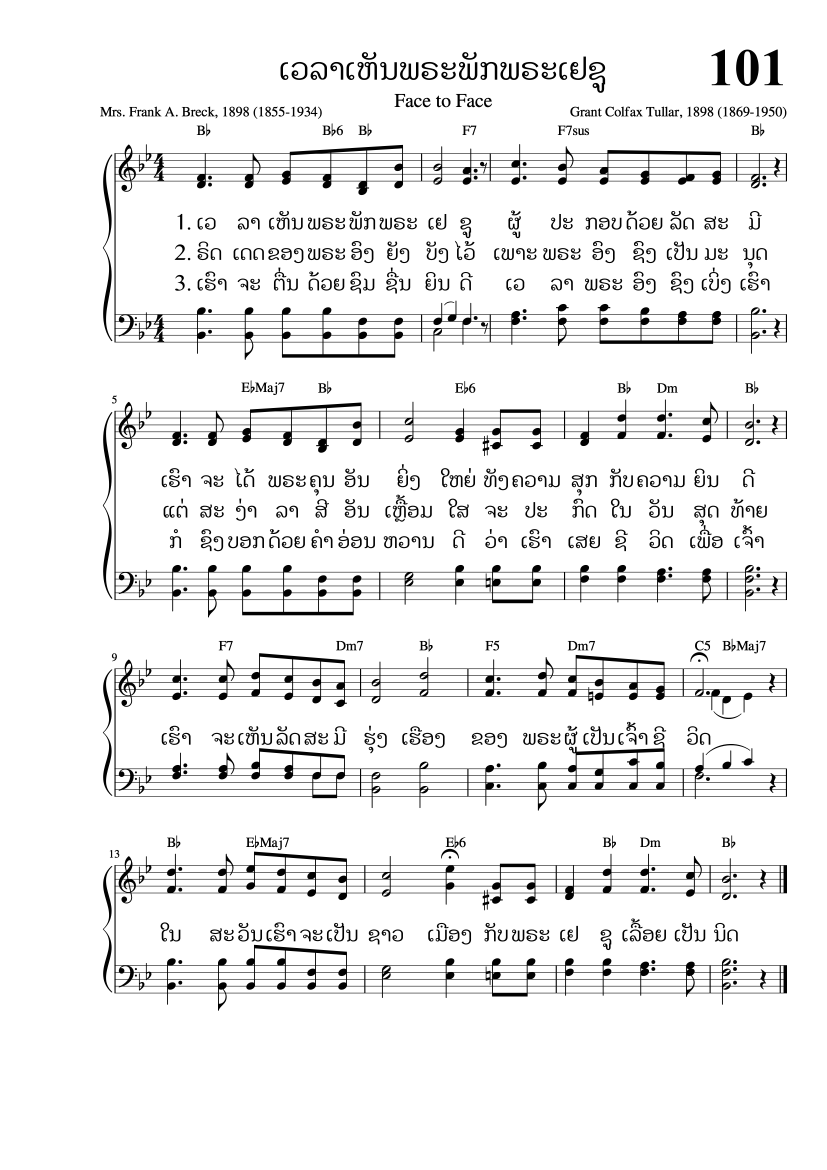 ເວລາເຫັນພຣະພັກພຣະເຢຊູ 101
Face to Face
Mrs. Frank A. Breck, 1898 (1855-1934) Grant Colfax Tullar, 1898 (1869-1950)
B♭ B♭6 B♭ F7 F7sus B♭
1. ເວ ລາ ເຫັນ ພຣະ ພັກ ພຣະ ເຢ ຊູ ຜູ້ ປະ ກອບ ດ້ວຍ ລັດ ສະ ມີ
2. ຣິດ ເດດ ຂອງ ພຣະ ອົງ ຍັງ ບັງ ໄວ້ ເພາະ ພຣະ ອົງ ຊົງ ເປັນ ມະ ນຸດ
3. ເຮົາ ຈະ ຕື່ນ ດ້ວຍ ຊົມ ຊື່ນ ຍິນ ດີ ເວ ລາ ພຣະ ອົງ ຊົງ ເບິ່ງ ເຮົາ
5 E♭Maj7 B♭ E♭6 B♭ Dm B♭
ເຮົາ ຈະ ໄດ້ ພຣະ ຄຸນ ອັນ ຍິ່ງ ໃຫຍ່ ທັງ ຄວາມ ສຸກ ກັບ ຄວາມ ຍິນ ດີ
ແຕ່ ສະ ງ່າ ລາ ສີ ອັນ ເຫຼື້ອມ ໃສ ຈະ ປະ ກົດ ໃນ ວັນ ສຸດ ທ້າຍ
ກໍ ຊົງ ບອກ ດ້ວຍ ຄຳ ອ່ອນ ຫວານ ດີ ວ່າ ເຮົາ ເສຍ ຊີ ວິດ ເພື່ອ ເຈົ້າ
9 F7 Dm7 B♭ F5 Dm7 C5 B♭Maj7
ເຮົາ ຈະ ເຫັນ ລັດ ສະ ມີ ຮຸ່ງ ເຮືອງ ຂອງ ພຣະ ຜູ້ ເປັນ ເຈົ້າ ຊີ ວິດ
13 B♭ E♭Maj7 E♭6 B♭ Dm B♭
ໃນ ສະ ວັນ ເຮົາ ຈະ ເປັນ ຊາວ ເມືອງ ກັບ ພຣະ ເຢ ຊູ ເລື້ອຍ ເປັນ ນິດ